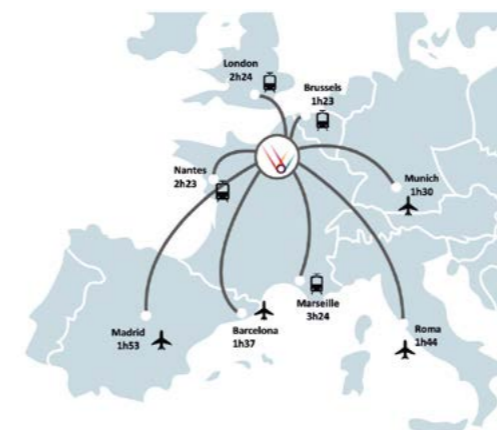 London
2h24
Brussels
1h23
Nantes
2h23
Munich
1h30
Marseille
3h24
Madrid
1h53
Barcelona
1h37
Roma
1h44